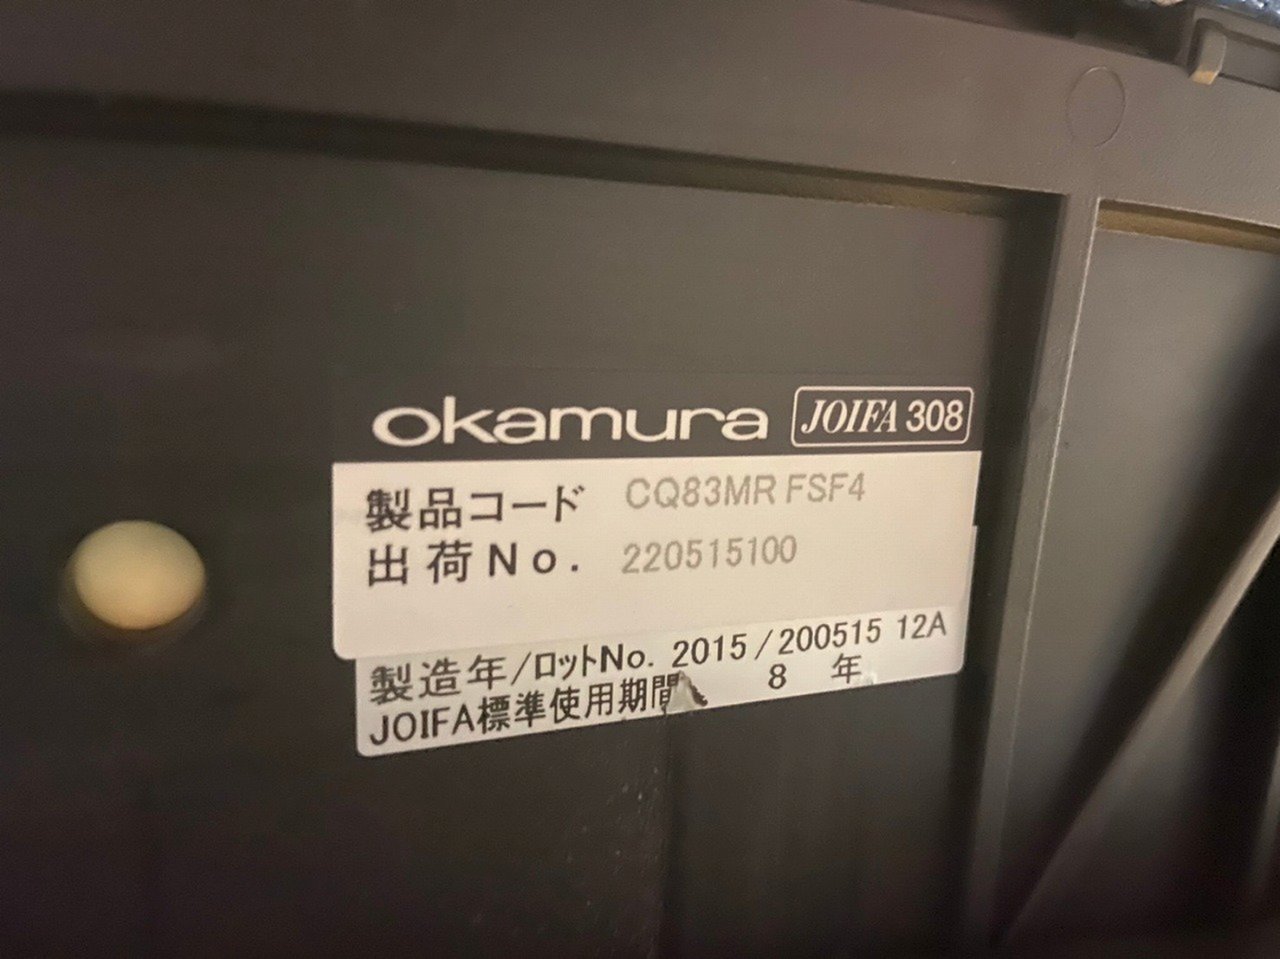 okamura JOIFA 308
製品コード CQ83MR FSF4
出荷No. 220515100
製造年/ロットNo. 2015/200515 12A
JOIFA標準使用期間 8 年